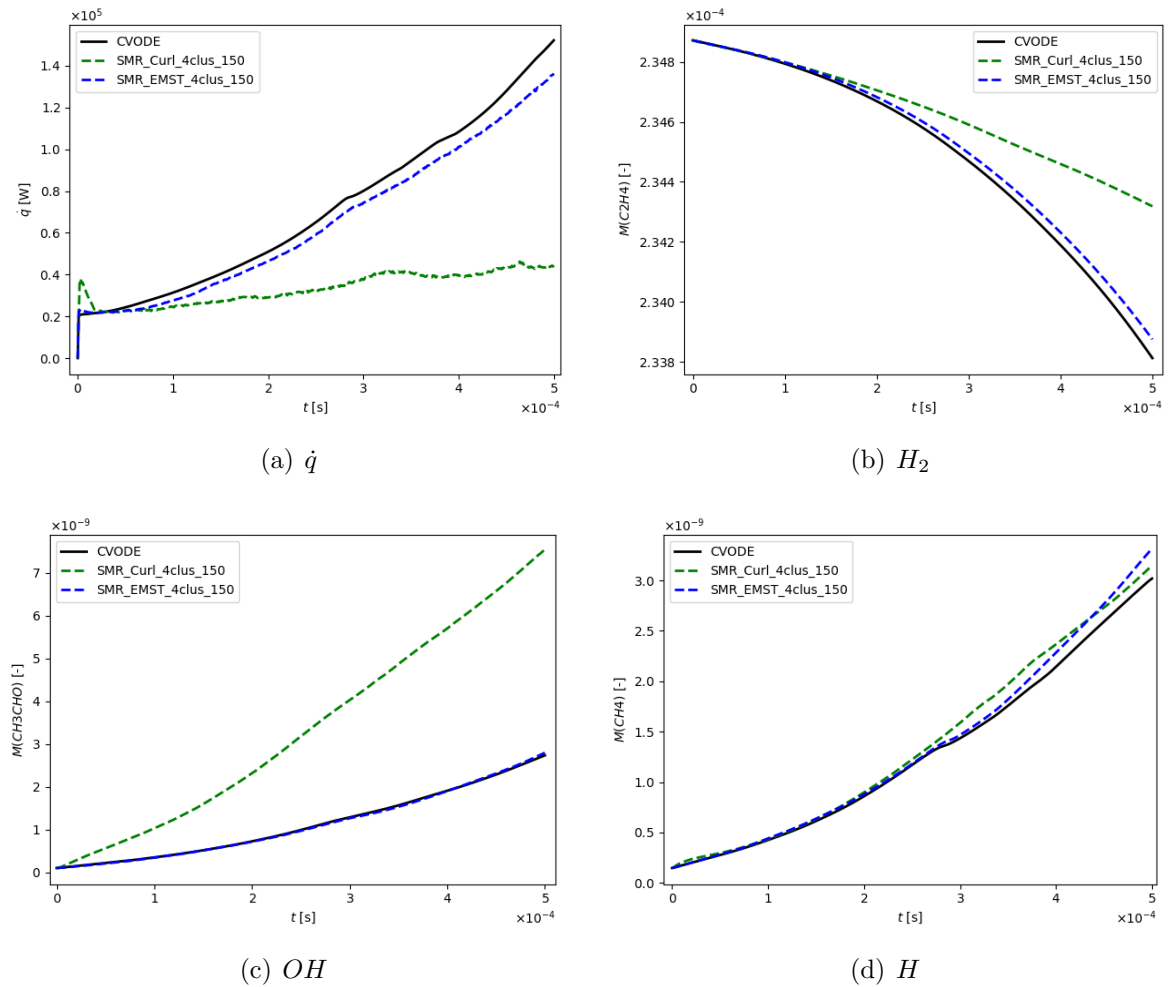 ×10⁵
CVODE
SMR_Curl_4clus_150
SMR_EMST_4clus_150
q̇ [W]
1.4
1.2
1.0
0.8
0.6
0.4
0.2
0.0
0 1 2 3 4 5
t [s]
×10⁻⁴
(a) q̇
×10⁻⁴
CVODE
SMR_Curl_4clus_150
SMR_EMST_4clus_150
M(C2H4) [-]
2.348
2.346
2.344
2.342
2.340
2.338
0 1 2 3 4 5
t [s]
×10⁻⁴
(b) H₂
×10⁻⁹
CVODE
SMR_Curl_4clus_150
SMR_EMST_4clus_150
M(CH3CHO) [-]
7
6
5
4
3
2
1
0
0 1 2 3 4 5
t [s]
×10⁻⁴
(c) OH
×10⁻⁹
CVODE
SMR_Curl_4clus_150
SMR_EMST_4clus_150
M(CH4) [-]
3.0
2.5
2.0
1.5
1.0
0.5
0.0
0 1 2 3 4 5
t [s]
×10⁻⁴
(d) H